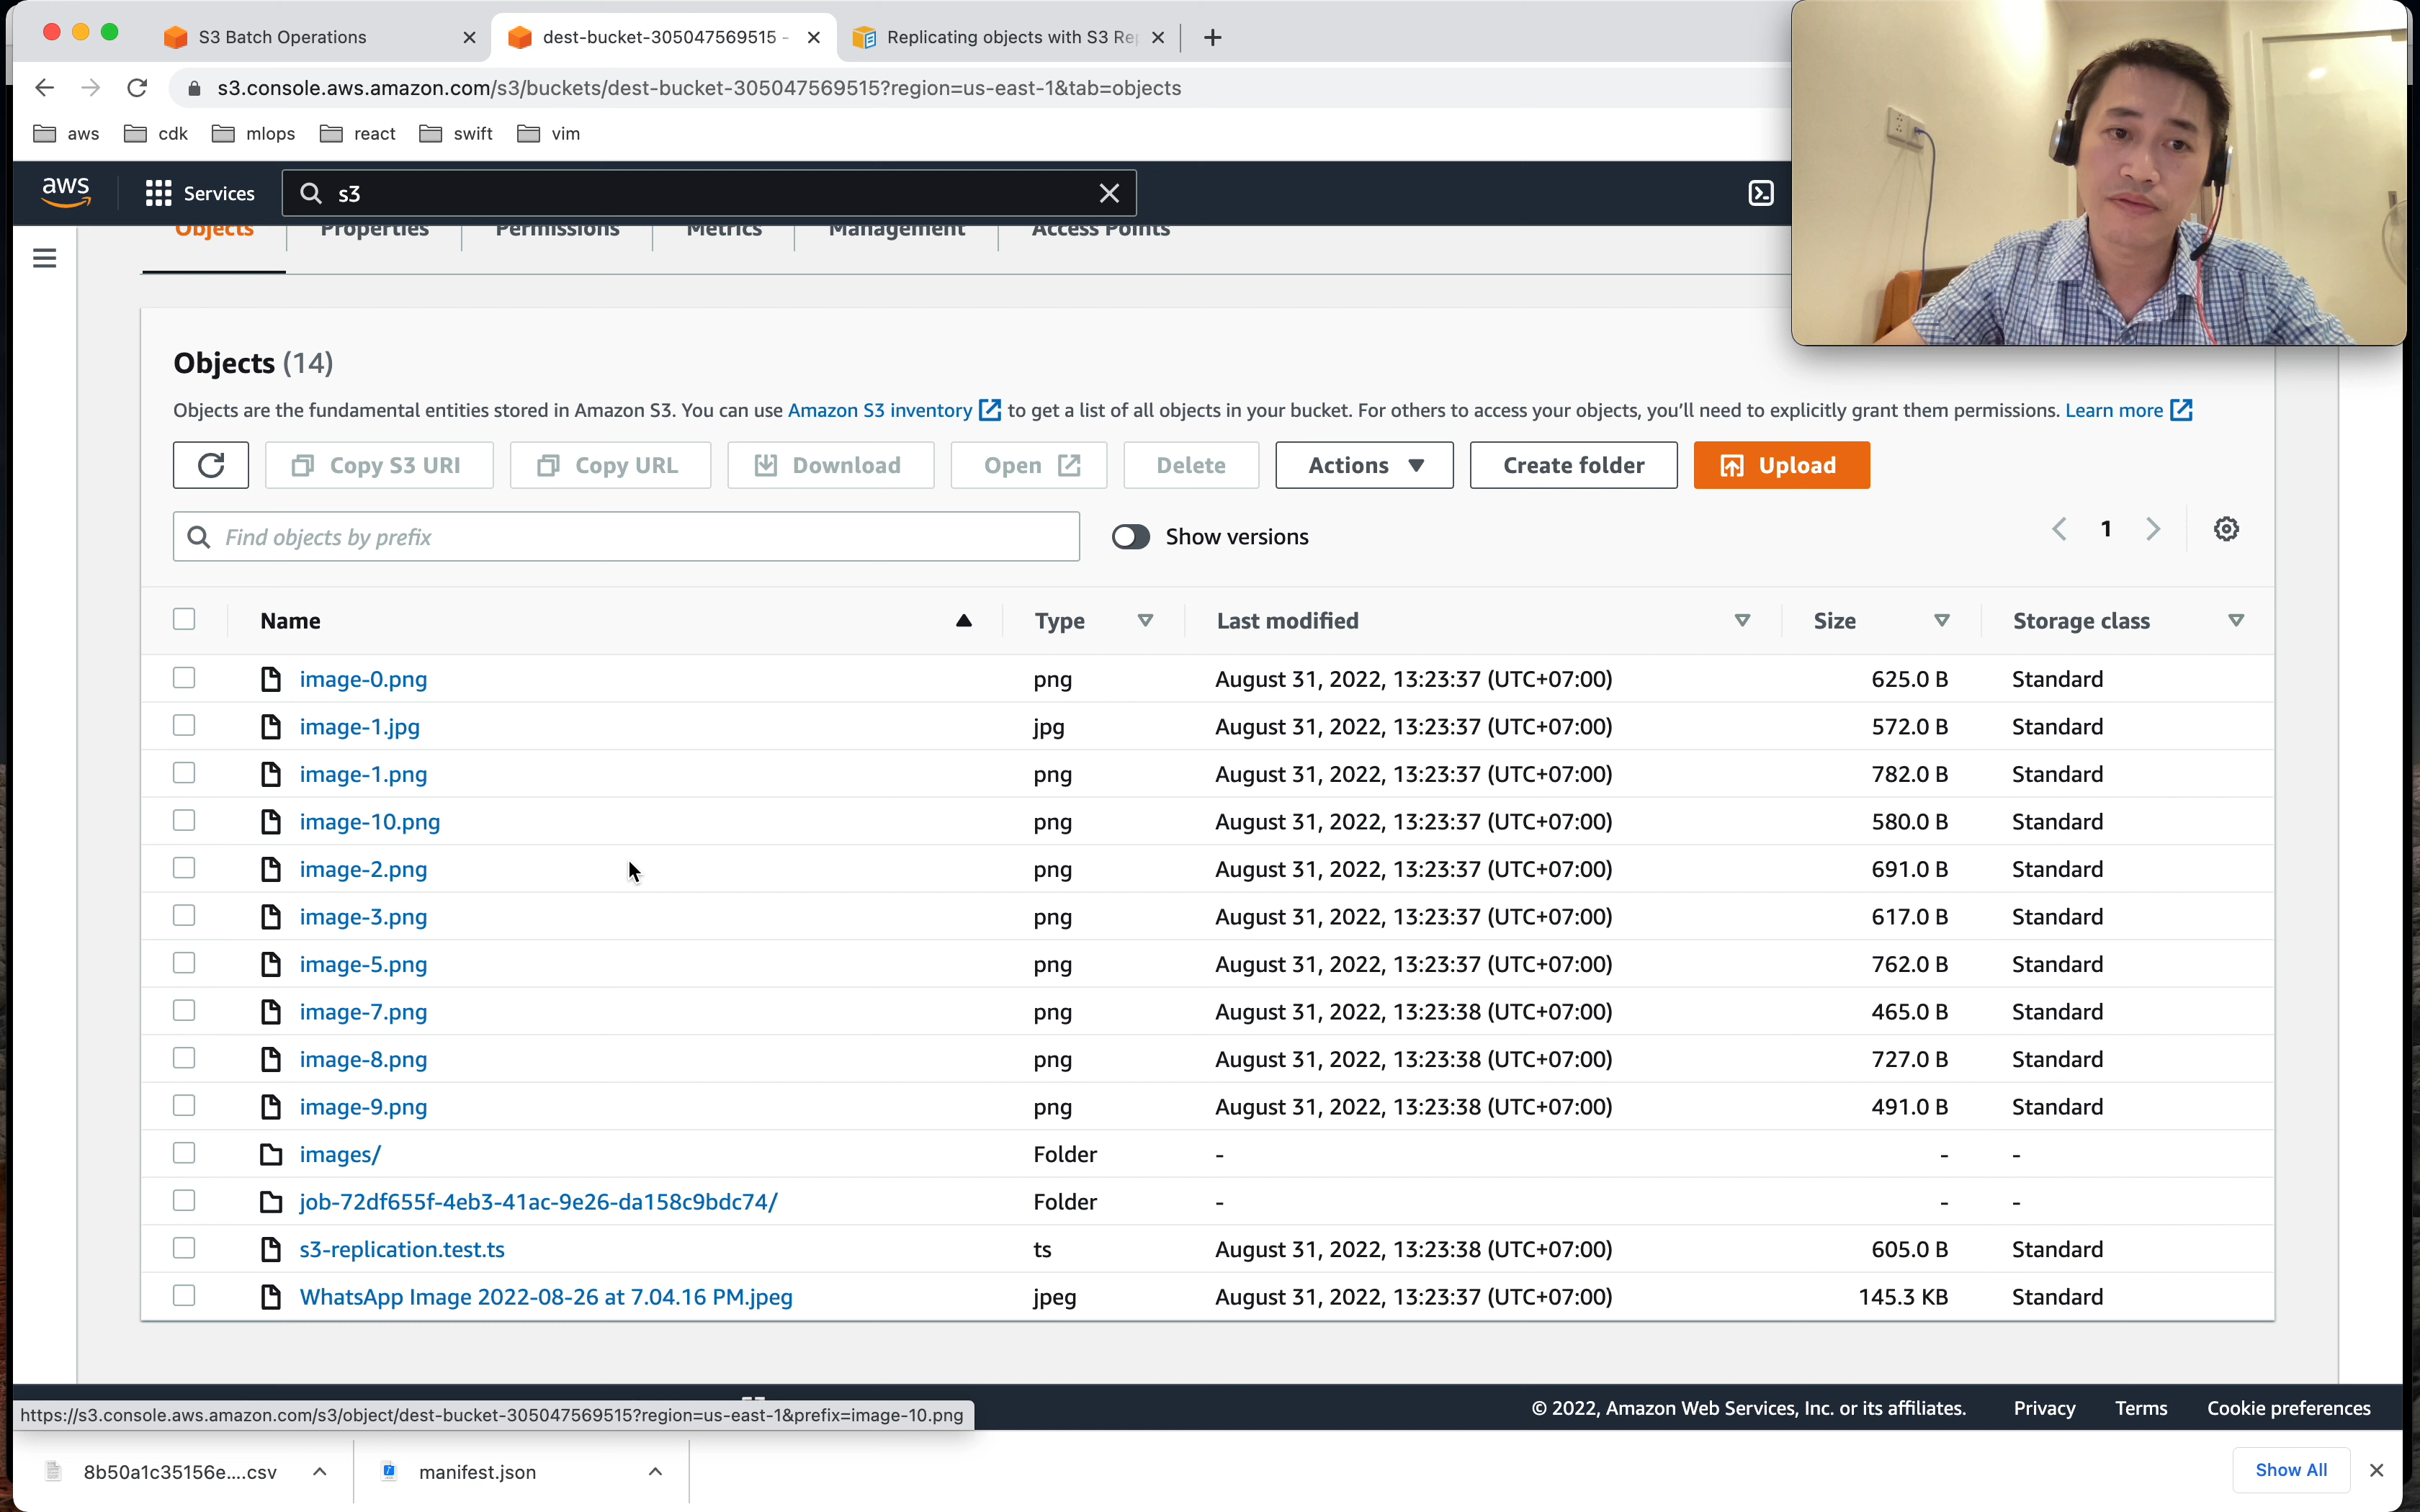 S3 Batch Operations
dest-bucket-305047569515 -
Replicating objects with S3 Re
s3.console.aws.amazon.com/s3/buckets/dest-bucket-305047569515?region=us-east-1&tab=objects
aws cdk mlops react swift vim
aws Services s3
Objects Properties Permissions Metrics Management Access Points
Objects (14)
Objects are the fundamental entities stored in Amazon S3. You can use Amazon S3 inventory to get a list of all objects in your bucket. For others to access your objects, you'll need to explicitly grant them permissions. Learn more
Copy S3 URI Copy URL Download Open Delete Actions Create folder Upload
Find objects by prefix Show versions 1
Name Type Last modified Size Storage class
image-0.png png August 31, 2022, 13:23:37 (UTC+07:00) 625.0 B Standard
image-1.jpg jpg August 31, 2022, 13:23:37 (UTC+07:00) 572.0 B Standard
image-1.png png August 31, 2022, 13:23:37 (UTC+07:00) 782.0 B Standard
image-10.png png August 31, 2022, 13:23:37 (UTC+07:00) 580.0 B Standard
image-2.png png August 31, 2022, 13:23:37 (UTC+07:00) 691.0 B Standard
image-3.png png August 31, 2022, 13:23:37 (UTC+07:00) 617.0 B Standard
image-5.png png August 31, 2022, 13:23:37 (UTC+07:00) 762.0 B Standard
image-7.png png August 31, 2022, 13:23:38 (UTC+07:00) 465.0 B Standard
image-8.png png August 31, 2022, 13:23:38 (UTC+07:00) 727.0 B Standard
image-9.png png August 31, 2022, 13:23:38 (UTC+07:00) 491.0 B Standard
images/ Folder - - -
job-72df655f-4eb3-41ac-9e26-da158c9bdc74/ Folder - - -
s3-replication.test.ts ts August 31, 2022, 13:23:38 (UTC+07:00) 605.0 B Standard
WhatsApp Image 2022-08-26 at 7.04.16 PM.jpeg jpeg August 31, 2022, 13:23:37 (UTC+07:00) 145.3 KB Standard
© 2022, Amazon Web Services, Inc. or its affiliates. Privacy Terms Cookie preferences
https://s3.console.aws.amazon.com/s3/object/dest-bucket-305047569515?region=us-east-1&prefix=image-10.png
8b50a1c35156e....csv manifest.json Show All